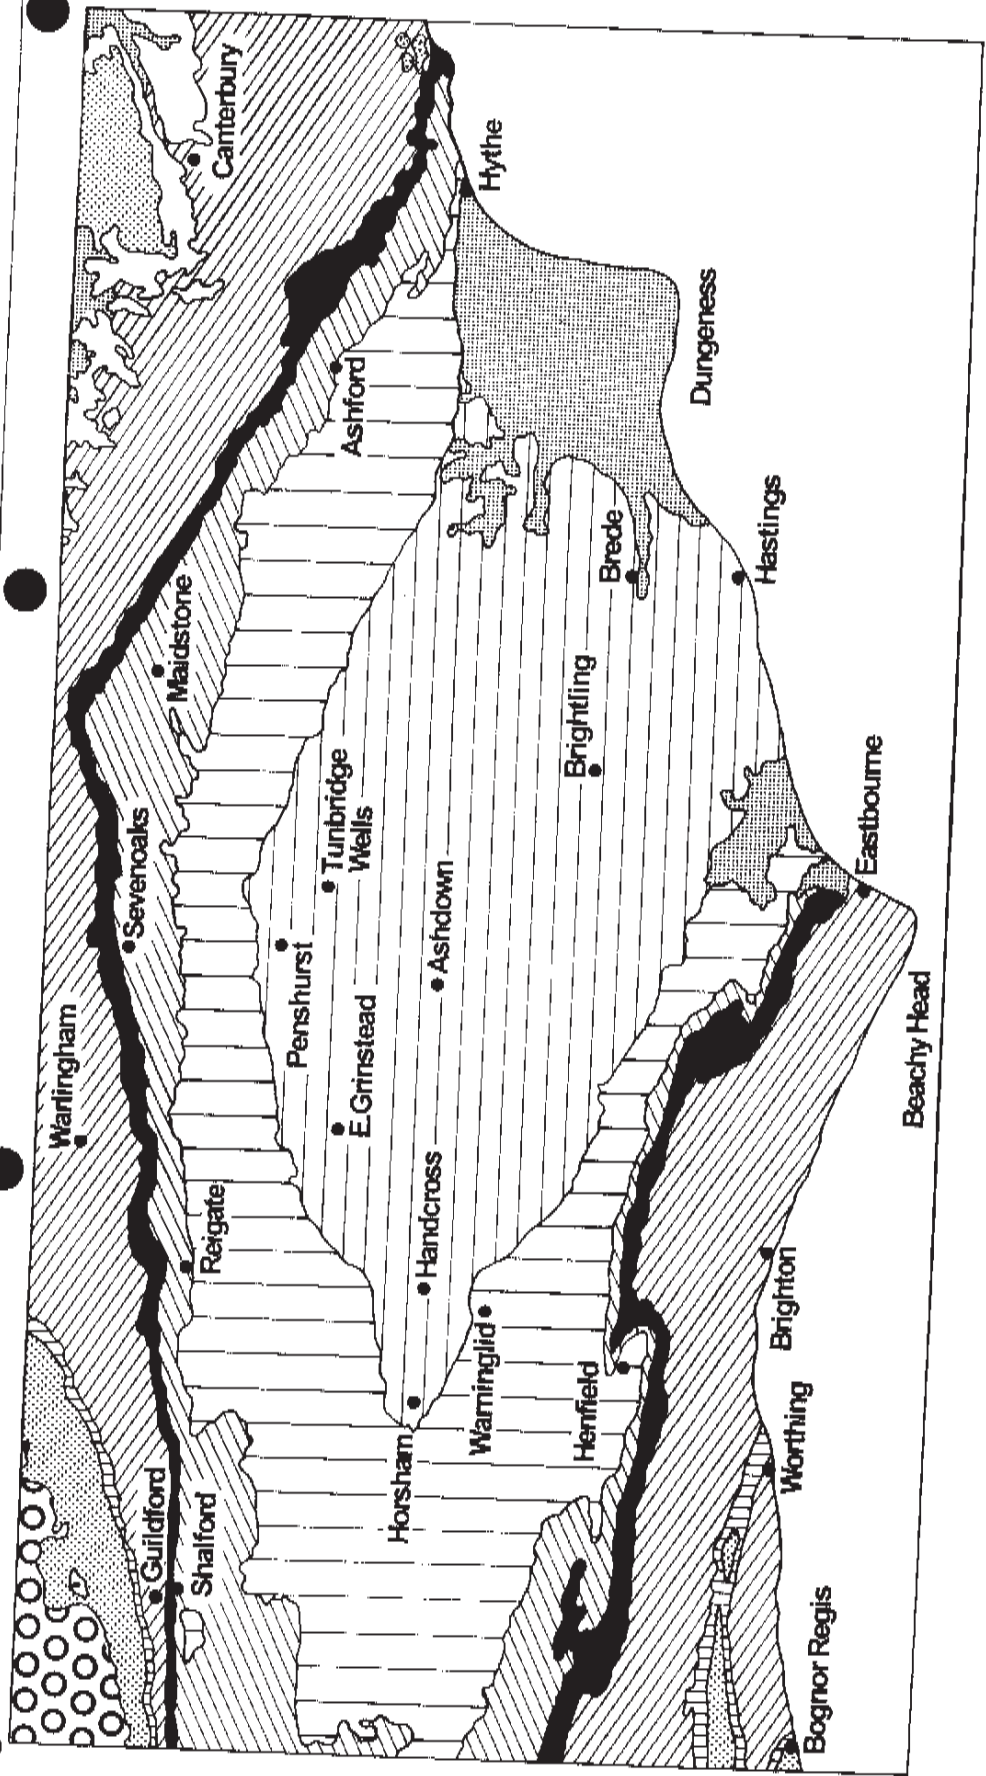 Canterbury
Hythe
Dungeness
Ashford
Maidstone
Brede
Hastings
Brightling
Sevenoaks
Tunbridge
Wells
Eastbourne
Penshurst
Ashdown
Warlingham
E.Grinstead
Beachy Head
Reigate
Handcross
Warninglid
Brighton
Henfield
Horsham
Worthing
Guildford
Shalford
Bognor Regis